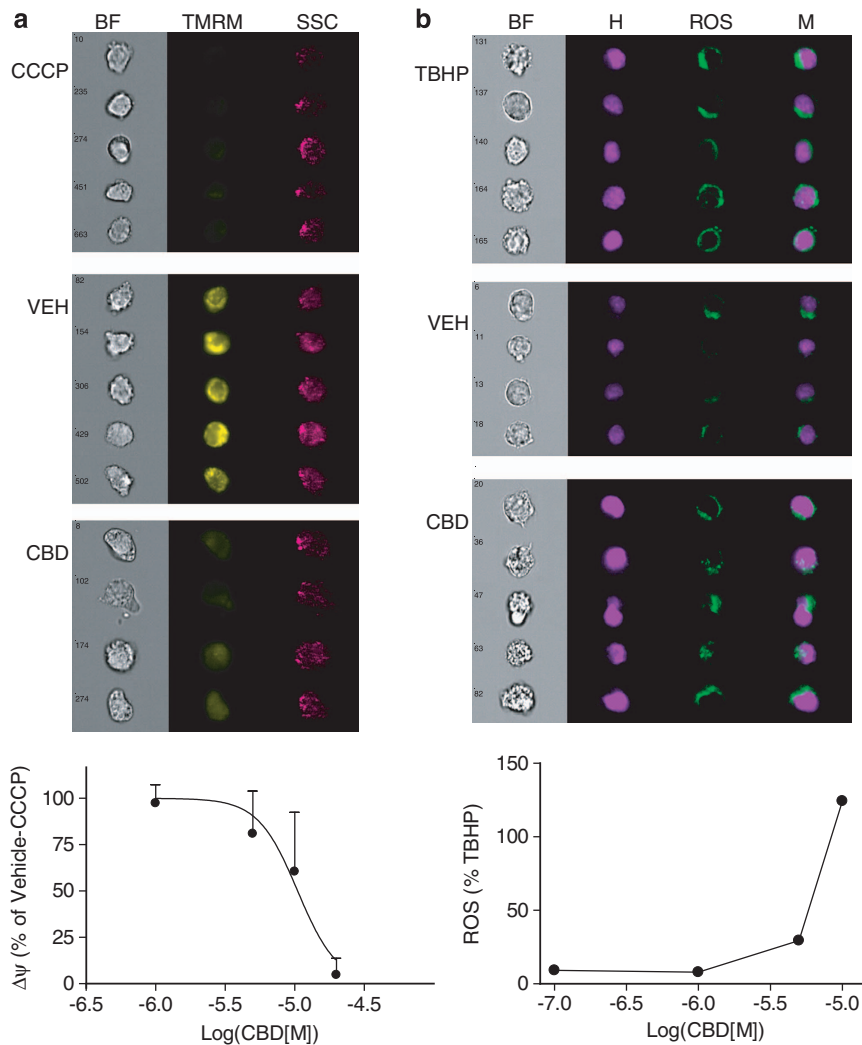 a
BF TMRM SSC
CCCP
10
235
274
451
663
VEH
82
154
306
429
502
CBD
8
102
174
274
Δψ (% of Vehicle-CCCP)
100
75
50
25
0
-6.5 -6.0 -5.5 -5.0 -4.5
Log(CBD[M])
b
BF H ROS M
TBHP
131
137
140
164
165
VEH
6
11
13
18
CBD
20
36
47
63
82
ROS (% TBHP)
150
100
50
0
-7.0 -6.5 -6.0 -5.5 -5.0
Log(CBD[M])